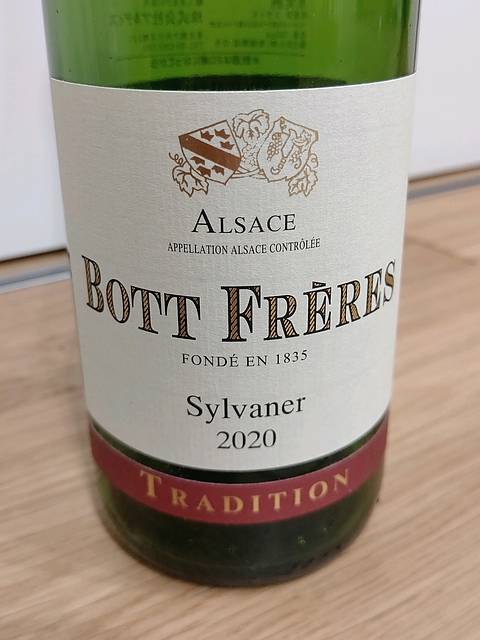 ALSACE
APPELLATION ALSACE CONTRÔLÉE
BOTT FRÈRES
FONDÉ EN 1835
Sylvaner
2020
TRADITION